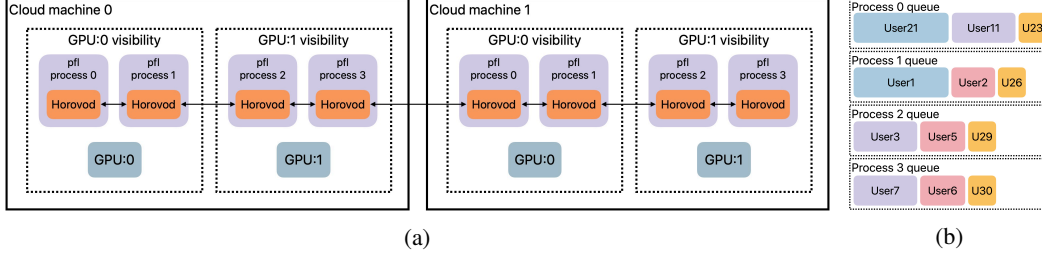 Cloud machine 0
GPU:0 visibility
pfl process 0
pfl process 1
Horovod
Horovod
GPU:0
GPU:1 visibility
pfl process 2
pfl process 3
Horovod
Horovod
GPU:1
Cloud machine 1
GPU:0 visibility
pfl process 0
pfl process 1
Horovod
Horovod
GPU:0
GPU:1 visibility
pfl process 2
pfl process 3
Horovod
Horovod
GPU:1
(a)
Process 0 queue
User21 User11 U23
Process 1 queue
User1 User2 U26
Process 2 queue
User3 User5 U29
Process 3 queue
User7 User6 U30
(b)